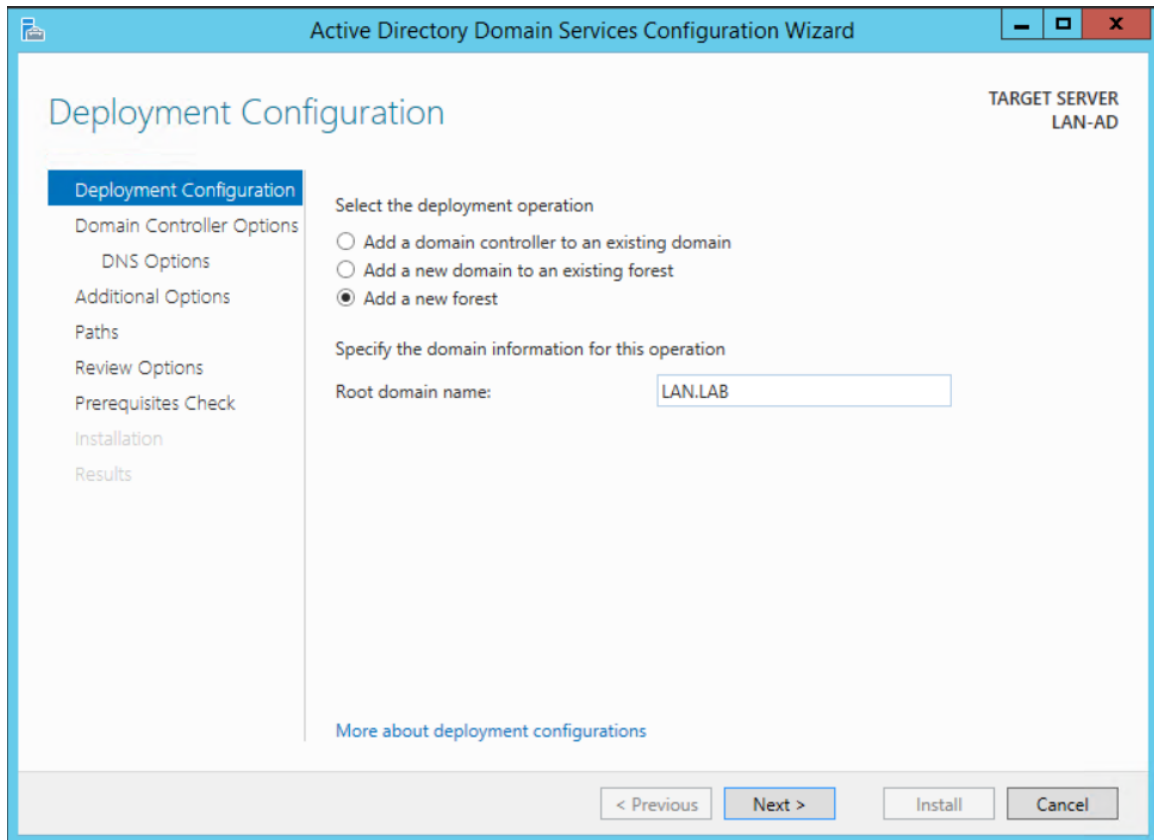 Active Directory Domain Services Configuration Wizard
Deployment Configuration
TARGET SERVER
LAN-AD
Deployment Configuration
Domain Controller Options
DNS Options
Additional Options
Paths
Review Options
Prerequisites Check
Installation
Results
Select the deployment operation
Add a domain controller to an existing domain
Add a new domain to an existing forest
Add a new forest
Specify the domain information for this operation
Root domain name: LAN.LAB
More about deployment configurations
< Previous Next > Install Cancel